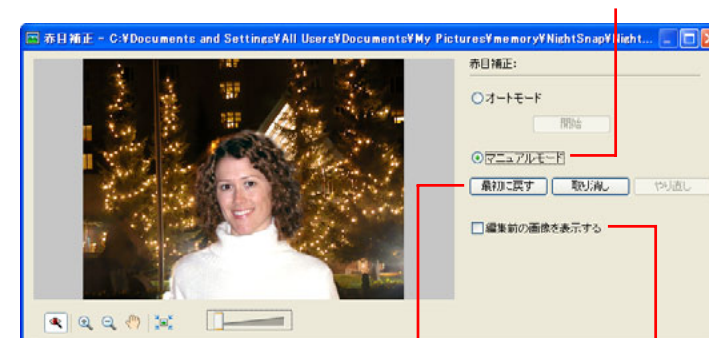 赤目補正 - C:¥Documents and Settings¥All Users¥Documents¥My Pictures¥memory¥NightSnap¥Night...
赤目補正:
オートモード
開始
マニュアルモード
最初に戻す 取り消し やり直し
編集前の画像を表示する